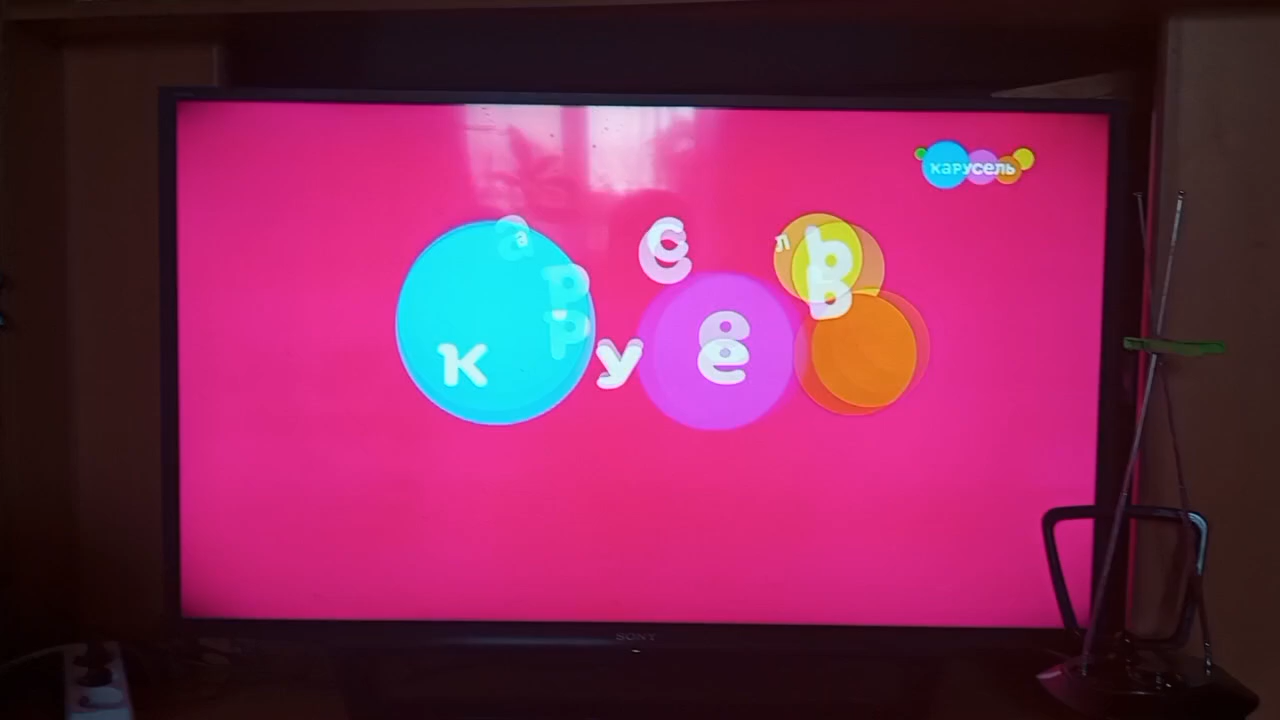 карусель
а с л ь
р в
к р у е
SONY